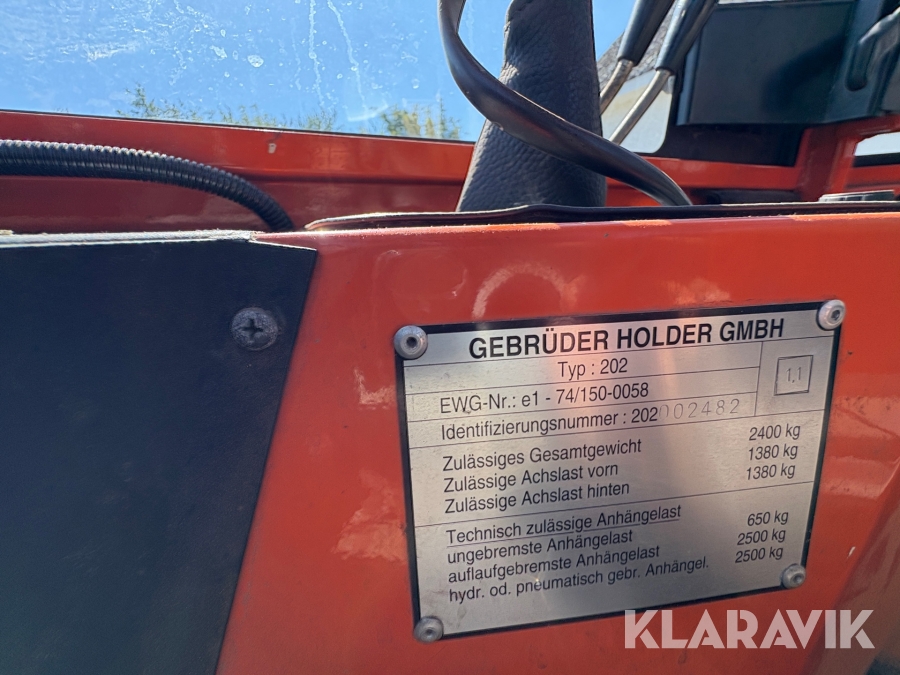 GEBRÜDER HOLDER GMBH
Typ : 202
1.1
EWG-Nr.: e1 - 74/150-0058
Identifizierungsnummer : 202002482
Zulässiges Gesamtgewicht 2400 kg
Zulässige Achslast vorn 1380 kg
Zulässige Achslast hinten 1380 kg
Technisch zulässige Anhängelast
ungebremste Anhängelast 650 kg
auflaufgebremste Anhängelast 2500 kg
hydr. od. pneumatisch gebr. Anhängel. 2500 kg
KLARAVIK